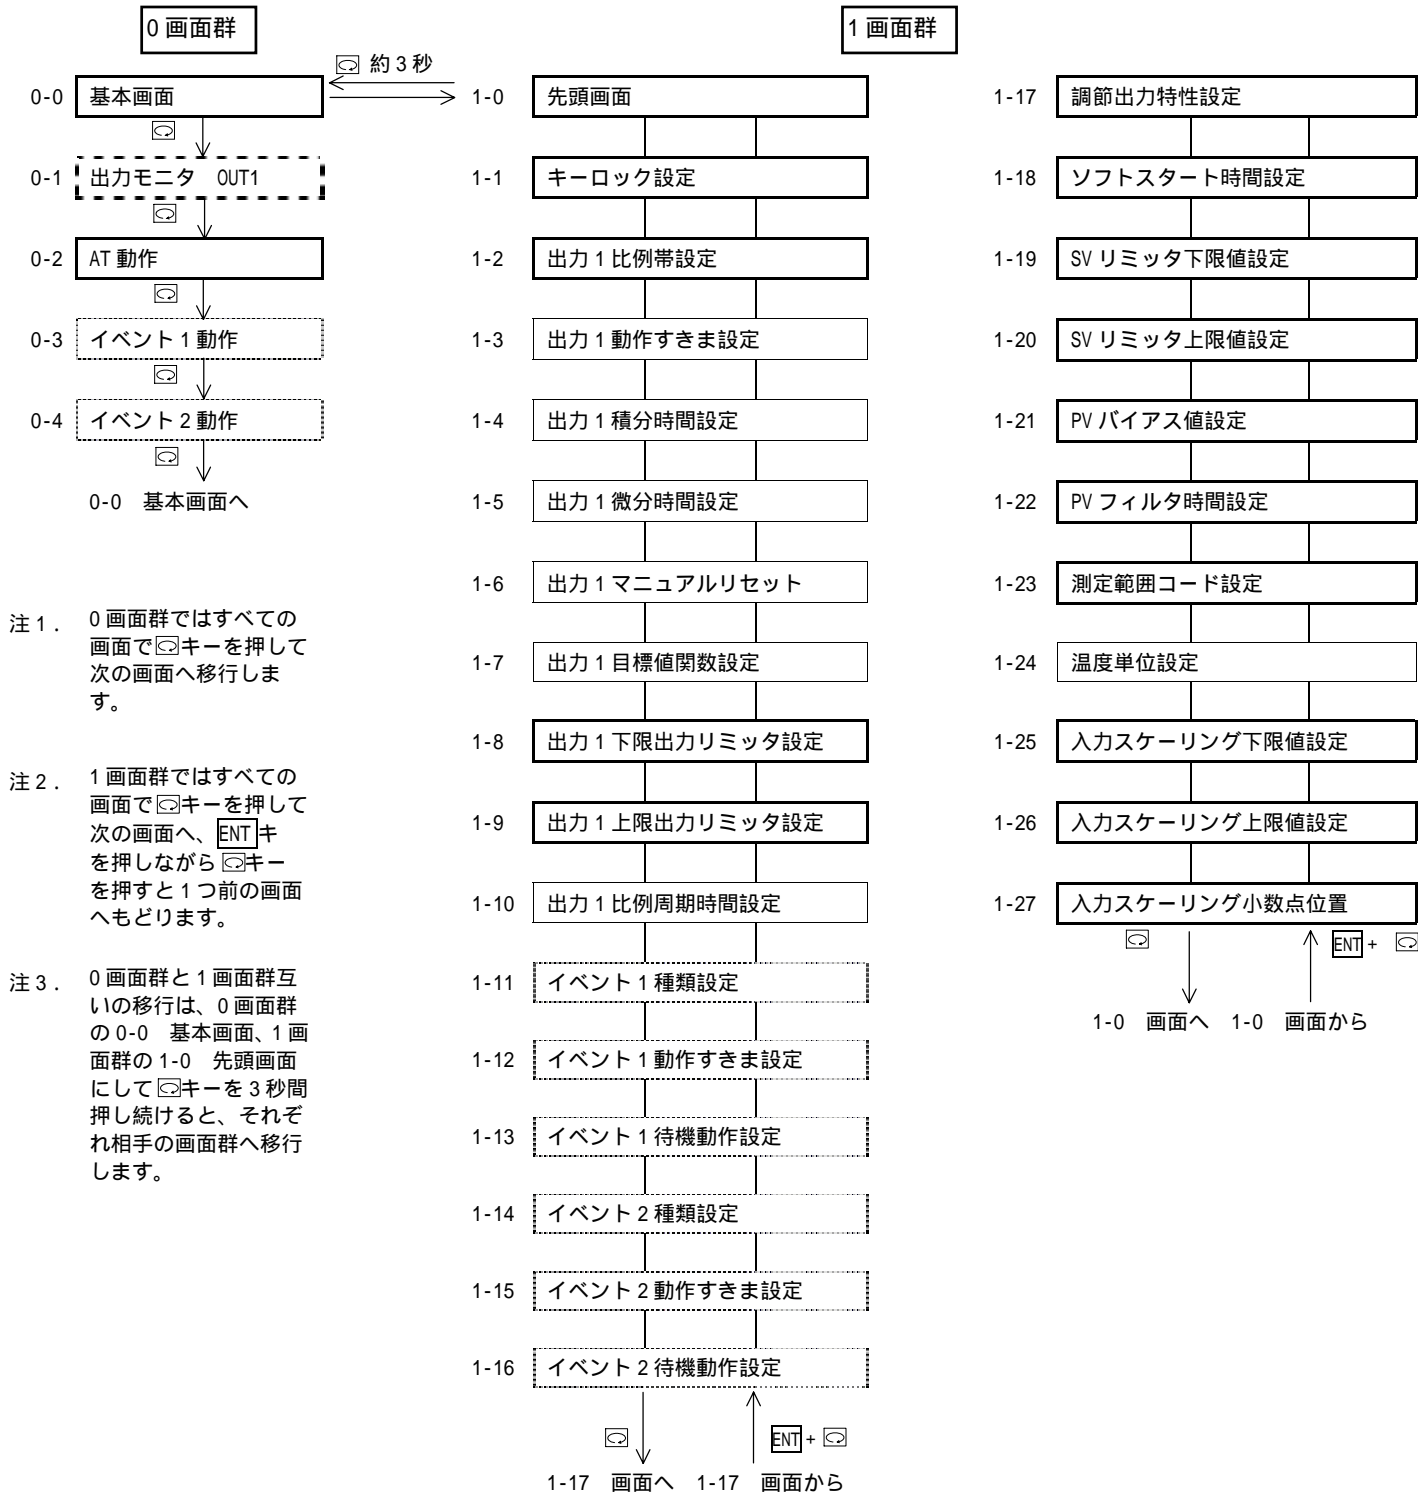 0 画面群
1 画面群
約 3 秒
0-0 基本画面
0-1 出力モニタ OUT1
0-2 AT 動作
0-3 イベント 1 動作
0-4 イベント 2 動作
0-0 基本画面へ
注 1． 0 画面群ではすべての
画面でキーを押して
次の画面へ移行しま
す。
注 2． 1 画面群ではすべての
画面でキーを押して
次の画面へ、ENT キ
を押しながらキー
を押すと 1 つ前の画面
へもどります。
注 3． 0 画面群と 1 画面群互
いの移行は、0 画面群
の 0-0 基本画面、1 画
面群の 1-0 先頭画面
にしてキーを 3 秒間
押し続けると、それぞ
れ相手の画面群へ移行
します。
1-0 先頭画面
1-1 キーロック設定
1-2 出力 1 比例帯設定
1-3 出力 1 動作すきま設定
1-4 出力 1 積分時間設定
1-5 出力 1 微分時間設定
1-6 出力 1 マニュアルリセット
1-7 出力 1 目標値関数設定
1-8 出力 1 下限出力リミッタ設定
1-9 出力 1 上限出力リミッタ設定
1-10 出力 1 比例周期時間設定
1-11 イベント 1 種類設定
1-12 イベント 1 動作すきま設定
1-13 イベント 1 待機動作設定
1-14 イベント 2 種類設定
1-15 イベント 2 動作すきま設定
1-16 イベント 2 待機動作設定
ENT +
1-17 画面へ 1-17 画面から
1-17 調節出力特性設定
1-18 ソフトスタート時間設定
1-19 SV リミッタ下限値設定
1-20 SV リミッタ上限値設定
1-21 PV バイアス値設定
1-22 PV フィルタ時間設定
1-23 測定範囲コード設定
1-24 温度単位設定
1-25 入力スケーリング下限値設定
1-26 入力スケーリング上限値設定
1-27 入力スケーリング小数点位置
ENT +
1-0 画面へ 1-0 画面から